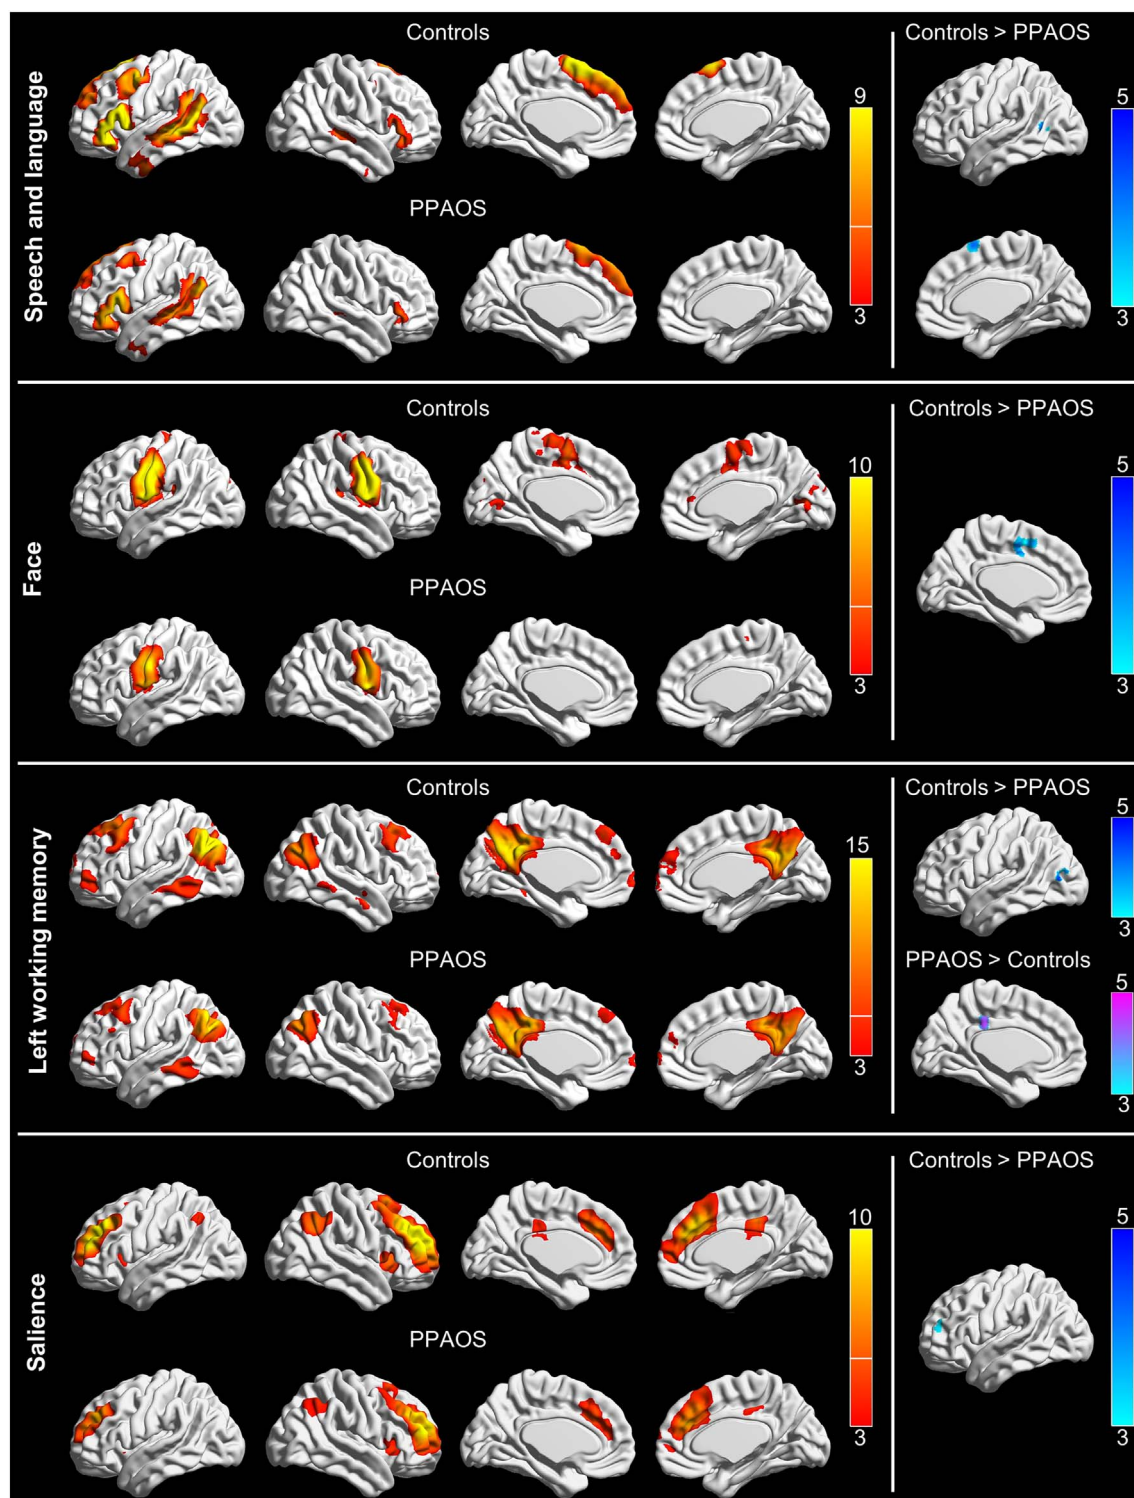 Speech and language
Controls
PPAOS
9
3
Controls > PPAOS
5
3
Face
Controls
PPAOS
10
3
Controls > PPAOS
5
3
Left working memory
Controls
PPAOS
15
3
Controls > PPAOS
5
3
PPAOS > Controls
5
3
Salience
Controls
PPAOS
10
3
Controls > PPAOS
5
3